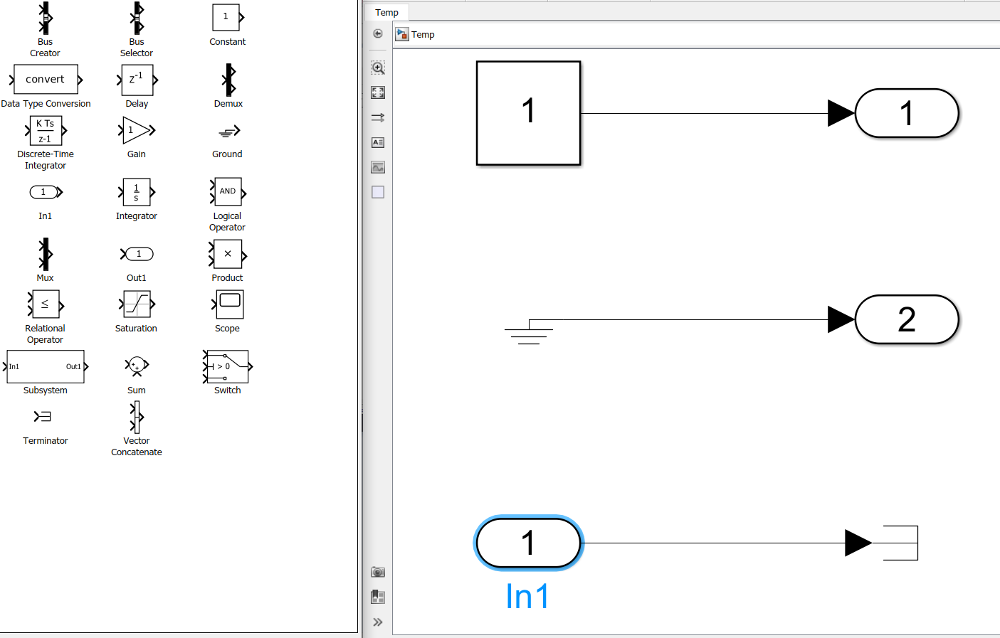 1
Bus
Creator
Bus
Selector
Constant
convert
z-1
Data Type Conversion
Delay
Demux
K Ts
z-1
1
Discrete-Time
Integrator
Gain
Ground
1
1
s
AND
In1
Integrator
Logical
Operator
1
×
Mux
Out1
Product
≤
Relational
Operator
Saturation
Scope
In1
Out1
+
+
> 0
Subsystem
Sum
Switch
Terminator
Vector
Concatenate
Temp
Temp
A
1
1
2
1
In1